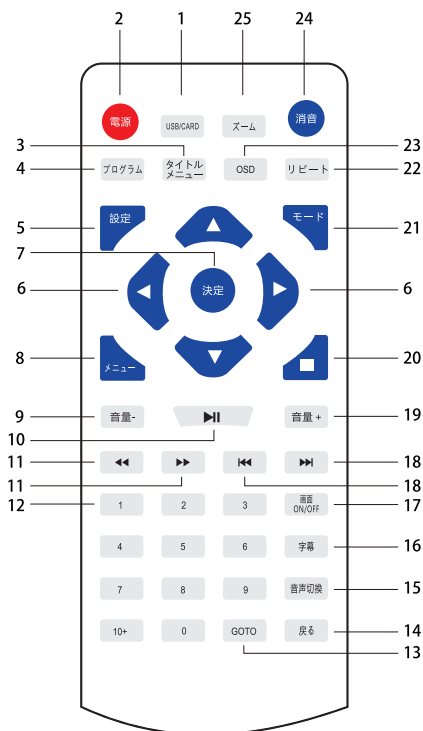 2 1 25 24
電源 USB/CARD ズーム 消音
3 23
4 プログラム タイトル OSD リピート 22
メニュー
5 設定 モード 21
7
6 決定 6
8 メニュー 20
9 音量- 音量 + 19
10
11 18
11 18
12 1 2 3 画面 17
ON/OFF
4 5 6 字幕 16
7 8 9 音声切換 15
10+ 0 GOTO 戻る 14
13